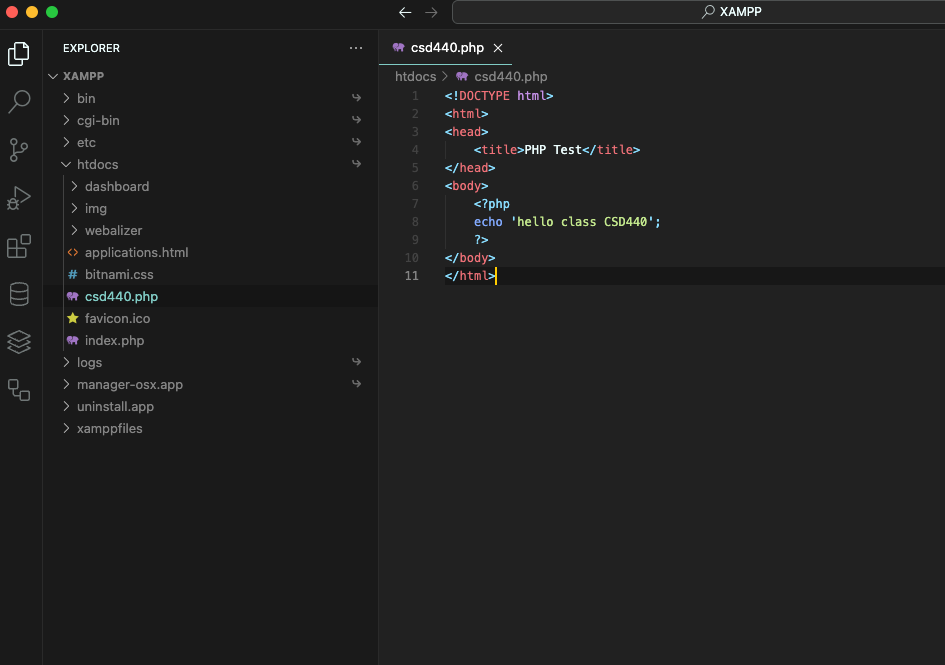 XAMPP
EXPLORER
XAMPP
bin
cgi-bin
etc
htdocs
dashboard
img
webalizer
applications.html
bitnami.css
csd440.php
favicon.ico
index.php
logs
manager-osx.app
uninstall.app
xamppfiles
csd440.php
htdocs > csd440.php
1 <!DOCTYPE html>
2 <html>
3 <head>
4 <title>PHP Test</title>
5 </head>
6 <body>
7 <?php
8 echo 'hello class CSD440';
9 ?>
10 </body>
11 </html>